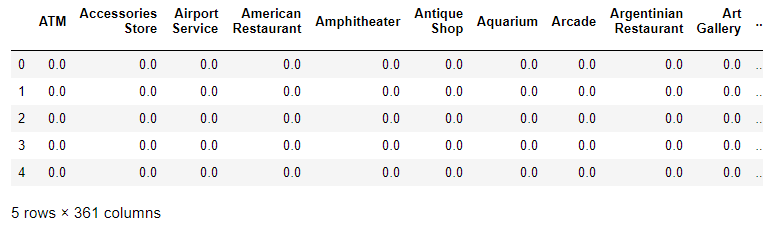 ATM Accessories Store Airport Service American Restaurant Amphitheater Antique Shop Aquarium Arcade Argentinian Restaurant Art Gallery ..
0 0.0 0.0 0.0 0.0 0.0 0.0 0.0 0.0 0.0 0.0 ..
1 0.0 0.0 0.0 0.0 0.0 0.0 0.0 0.0 0.0 0.0 ..
2 0.0 0.0 0.0 0.0 0.0 0.0 0.0 0.0 0.0 0.0 ..
3 0.0 0.0 0.0 0.0 0.0 0.0 0.0 0.0 0.0 0.0 ..
4 0.0 0.0 0.0 0.0 0.0 0.0 0.0 0.0 0.0 0.0 ..
5 rows × 361 columns